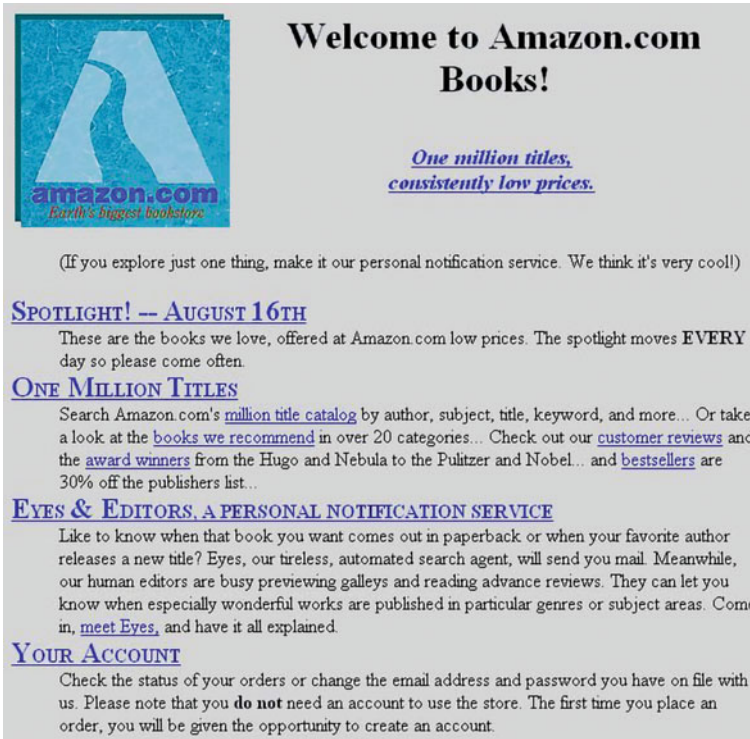 Welcome to Amazon.com
Books!
amazon.com
Earth's biggest bookstore
One million titles,
consistently low prices.
(If you explore just one thing, make it our personal notification service. We think it's very cool!)
SPOTLIGHT! -- AUGUST 16TH
These are the books we love, offered at Amazon.com low prices. The spotlight moves EVERY
day so please come often.
ONE MILLION TITLES
Search Amazon.com's million title catalog by author, subject, title, keyword, and more... Or take
a look at the books we recommend in over 20 categories... Check out our customer reviews and
the award winners from the Hugo and Nebula to the Pulitzer and Nobel... and bestsellers are
30% off the publishers list...
EYES & EDITORS, A PERSONAL NOTIFICATION SERVICE
Like to know when that book you want comes out in paperback or when your favorite author
releases a new title? Eyes, our tireless, automated search agent, will send you mail. Meanwhile,
our human editors are busy previewing galleys and reading advance reviews. They can let you
know when especially wonderful works are published in particular genres or subject areas. Come
in, meet Eyes, and have it all explained.
YOUR ACCOUNT
Check the status of your orders or change the email address and password you have on file with
us. Please note that you do not need an account to use the store. The first time you place an
order, you will be given the opportunity to create an account.